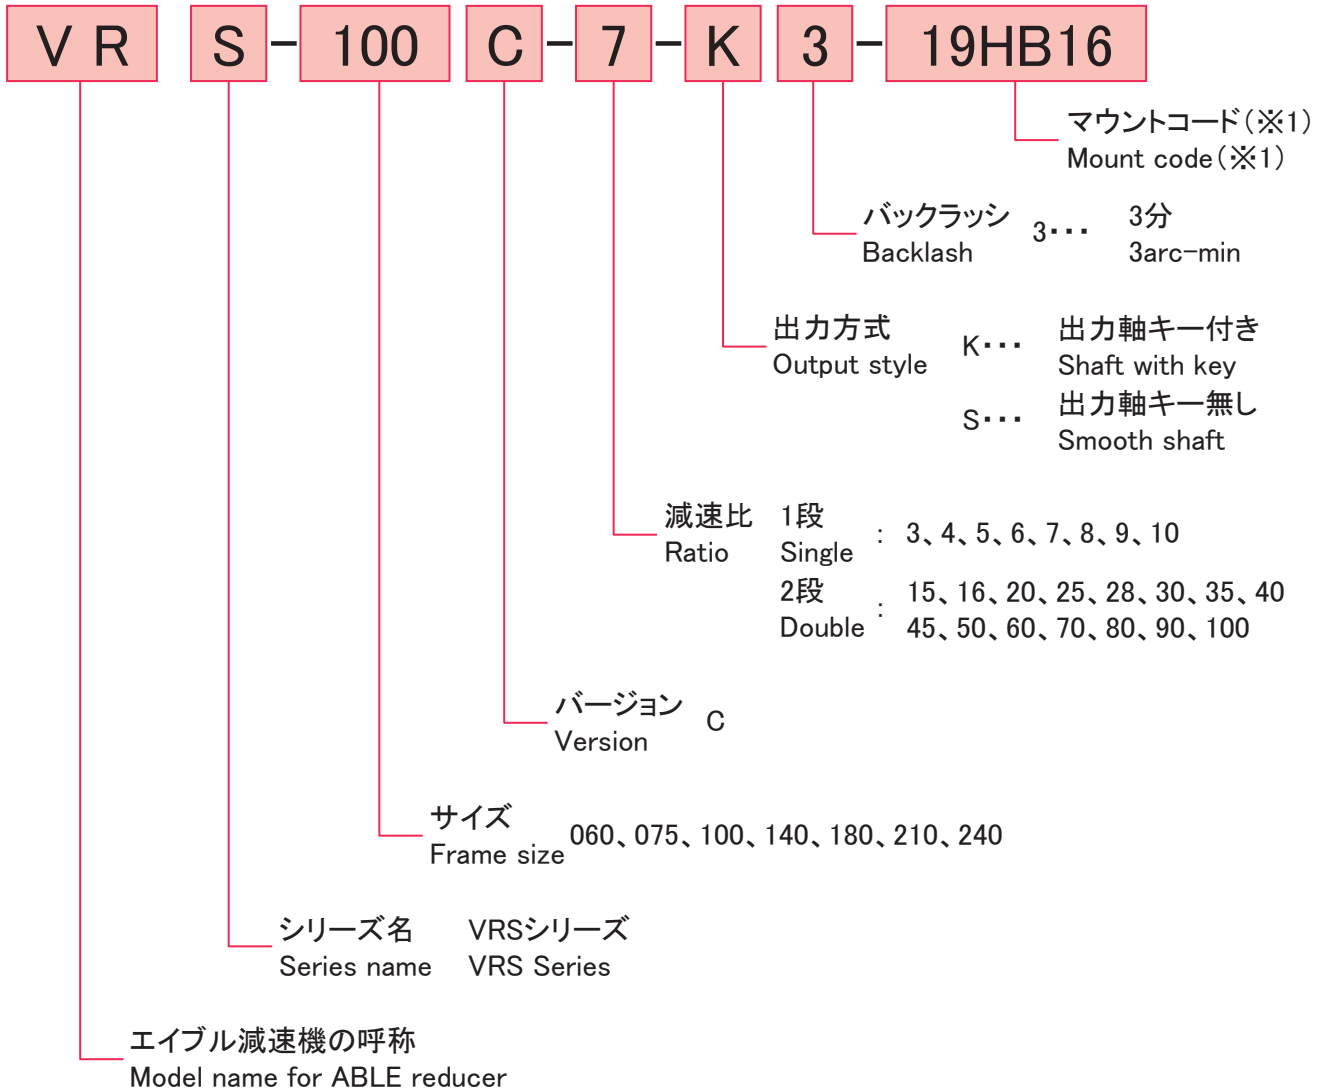 V R S - 100 C - 7 - K 3 - 19HB16
マウントコード(※1)
Mount code(※1)
バックラッシ 3・・・ 3分
Backlash 3arc-min
出力方式 K・・・ 出力軸キー付き
Output style Shaft with key
S・・・ 出力軸キー無し
Smooth shaft
減速比 1段 : 3、4、5、6、7、8、9、10
Ratio Single
2段 : 15、16、20、25、28、30、35、40
Double 45、50、60、70、80、90、100
バージョン C
Version
サイズ 060、075、100、140、180、210、240
Frame size
シリーズ名 VRSシリーズ
Series name VRS Series
エイブル減速機の呼称
Model name for ABLE reducer